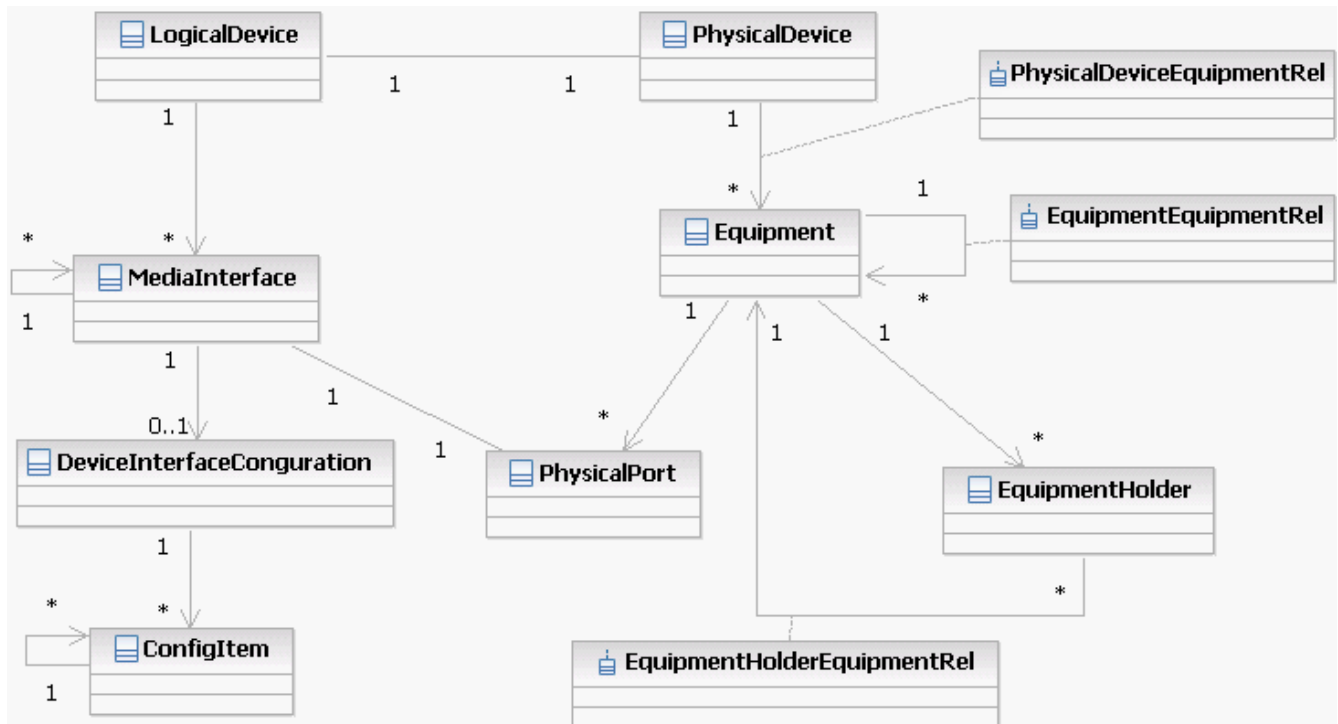 LogicalDevice
PhysicalDevice
PhysicalDeviceEquipmentRel
1
1
1
1
*
1
EquipmentEquipmentRel
*
*
Equipment
MediaInterface
*
1
1
1
1
1
1
*
0..1
*
1
DeviceInterfaceConguration
PhysicalPort
EquipmentHolder
1
*
*
*
ConfigItem
EquipmentHolderEquipmentRel
1